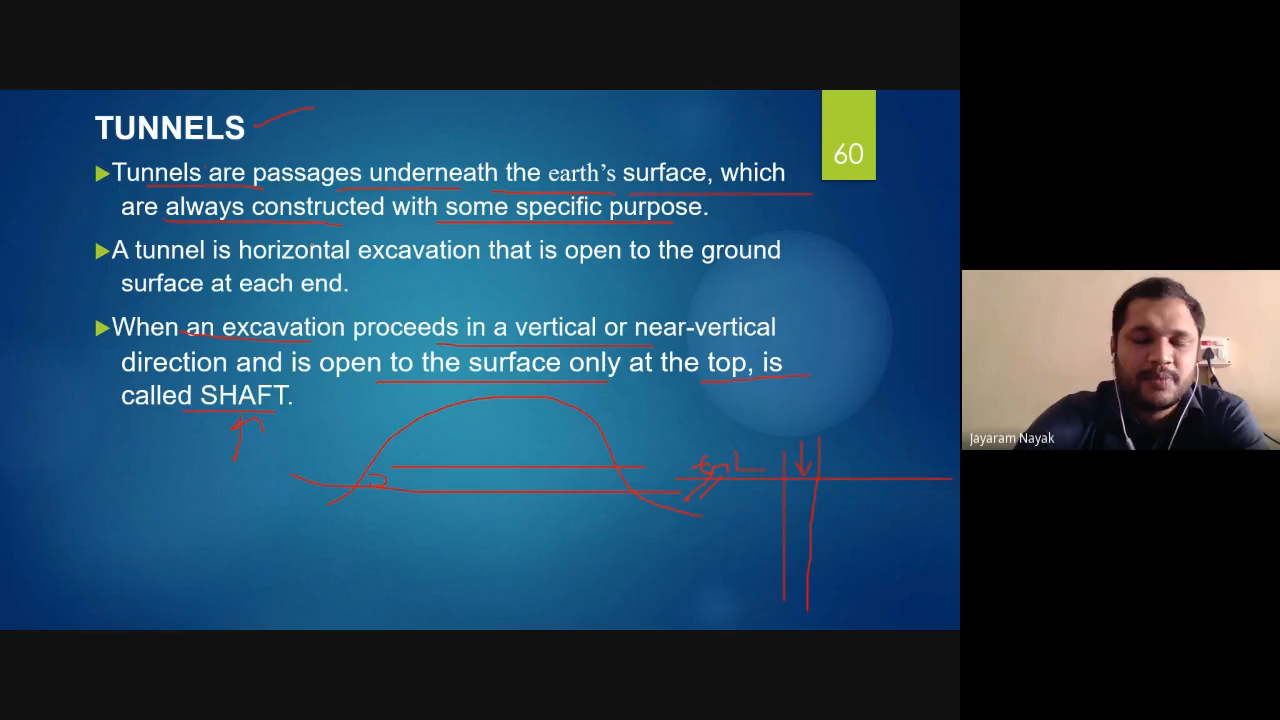 TUNNELS
60
Tunnels are passages underneath the earth's surface, which
are always constructed with some specific purpose.
A tunnel is horizontal excavation that is open to the ground
surface at each end.
When an excavation proceeds in a vertical or near-vertical
direction and is open to the surface only at the top, is
called SHAFT.
Jayaram Nayak